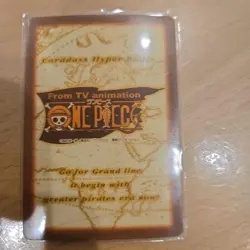 Carddass Hyper Battle
From TV animation
ワンピース
ONE PIECE
Go for Grand line
it begin with
greater pirates era now!